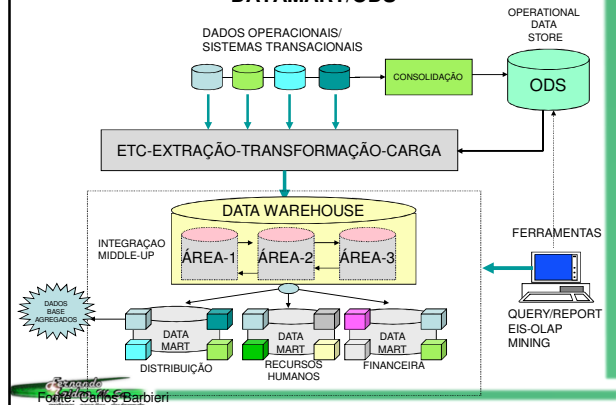 DATAMART/ODS
OPERATIONAL
DATA
STORE
DADOS OPERACIONAIS/
SISTEMAS TRANSACIONAIS
CONSOLIDAÇÃO
ODS
ETC-EXTRAÇÃO-TRANSFORMAÇÃO-CARGA
DATA WAREHOUSE
INTEGRAÇAO
MIDDLE-UP
ÁREA-1
ÁREA-2
ÁREA-3
FERRAMENTAS
DADOS
BASE
AGREGADOS
DATA
MART
DATA
MART
DATA
MART
DISTRIBUIÇÃO
RECURSOS
HUMANOS
FINANCEIRA
QUERY/REPORT
EIS-OLAP
MINING
Fonte: Carlos Barbieri